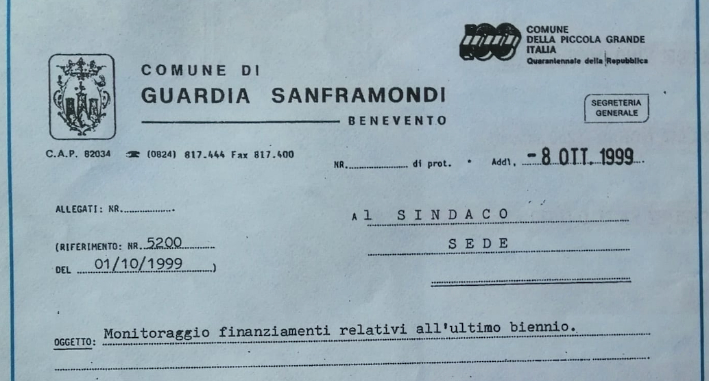 100
COMUNE
DELLA PICCOLA GRANDE
ITALIA
Quarantennale della Repubblica
COMUNE DI
GUARDIA SANFRAMONDI
BENEVENTO
SEGRETERIA
GENERALE
C.A.P. 82034 ☎ (0824) 817.444 Fax 817.400
NR................ di prot. • Addì, - 8 OTT. 1999
ALLEGATI: NR..............
Al SINDACO
(RIFERIMENTO: NR. 5200
SEDE
DEL 01/10/1999 )
OGGETTO: Monitoraggio finanziamenti relativi all'ultimo biennio.